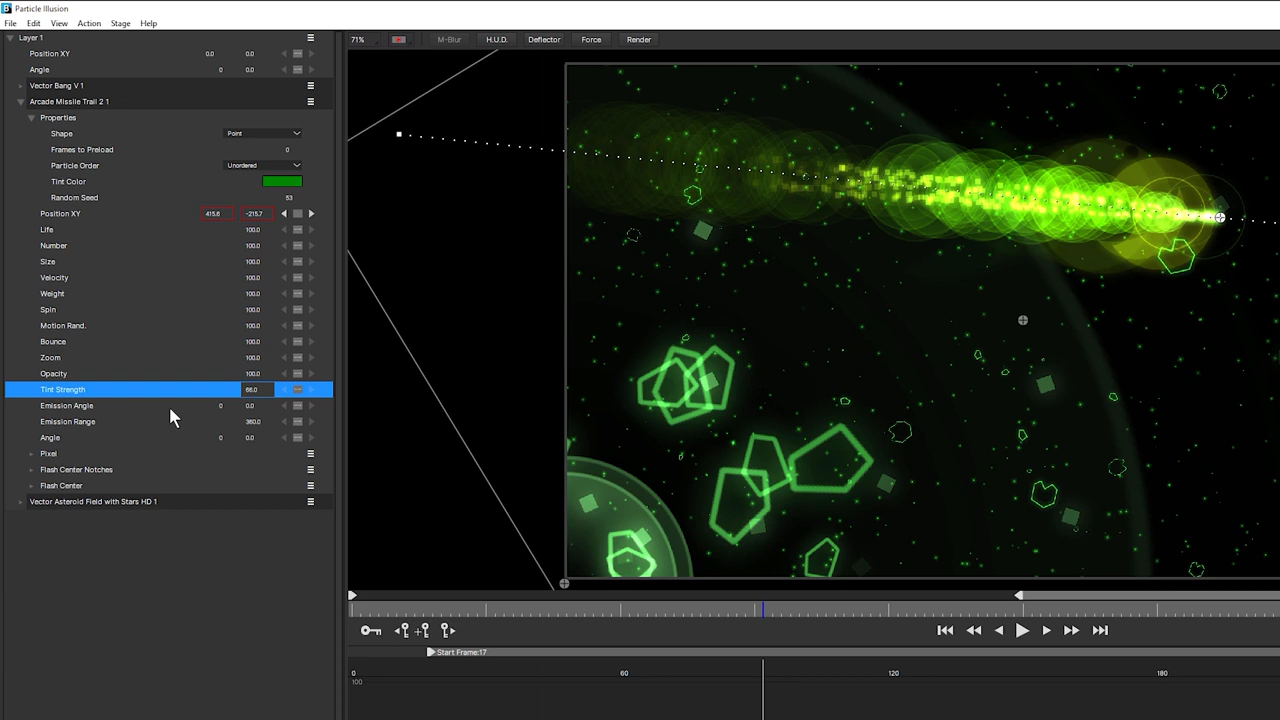 Particle Illusion
File Edit View Action Stage Help
Layer 1
71% M-Blur H.U.D. Deflector Force Render
Position XY 0.0 0.0
Angle 0 0.0
Vector Bang V 1
Arcade Missile Trail 2 1
Properties
Shape Point
Frames to Preload 0
Particle Order Unordered
Tint Color
Random Seed 53
Position XY 415.6 -215.7
Life 100.0
Number 100.0
Size 100.0
Velocity 100.0
Weight 100.0
Spin 100.0
Motion Rand. 100.0
Bounce 100.0
Zoom 100.0
Opacity 100.0
Tint Strength 66.0
Emission Angle 0 0.0
Emission Range 360.0
Angle 0 0.0
Pixel
Flash Center Notches
Flash Center
Vector Asteroid Field with Stars HD 1
Start Frame:17
0 60 120 180
100